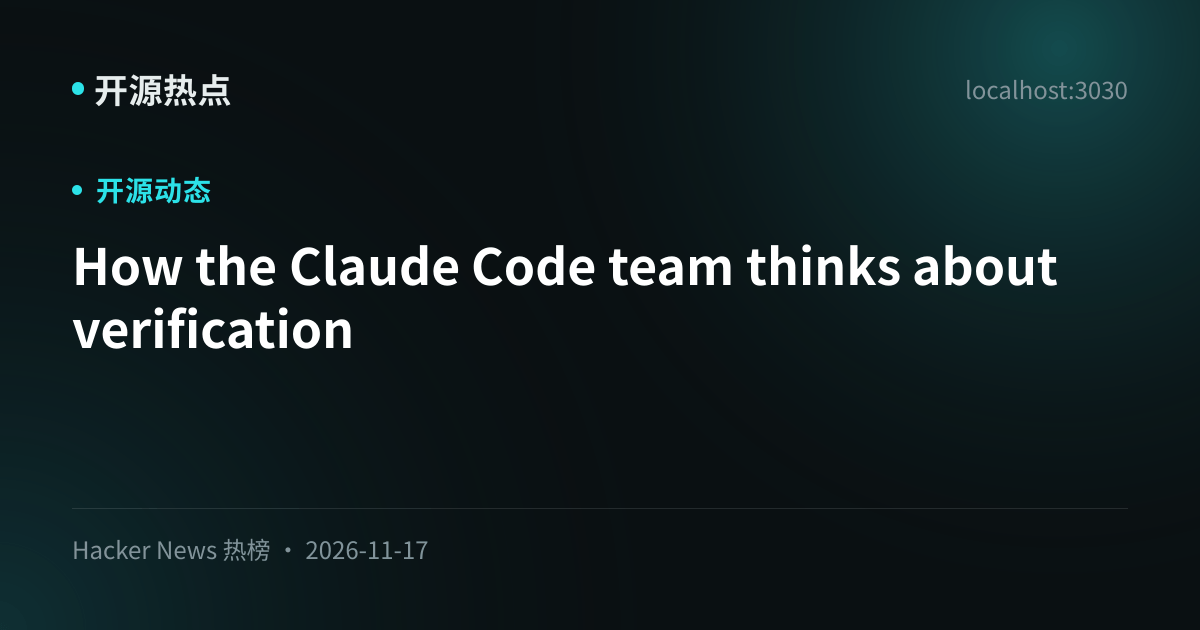 开源热点
localhost:3030
开源动态
How the Claude Code team thinks about
verification
Hacker News 热榜 · 2026-11-17